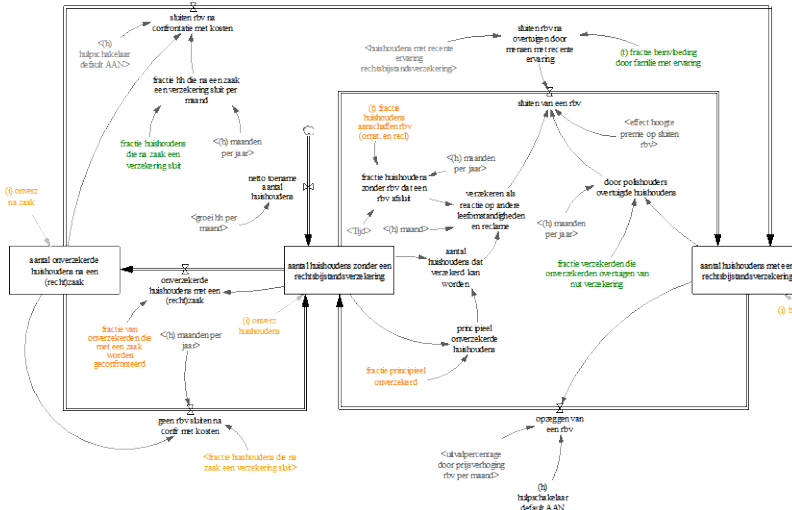 sluiten rbv na
confrontatie met kosten
<(h)
hulpschakelaar
default AAN>
fractie hh die na een zaak
een verzekering sluit per
maand
fractie huishoudens
die na zaak een
verzekering sluit
<(h) maanden
per jaar>
(i) onverz
na zaak
netto toename
aantal
huishoudens
<groei hh per
maand>
sluiten rbv na
overtuigen door
mensen met recente
ervaring
<huishoudens met recente
ervaring
rechtsbijstandsverzekering>
(t) fractie beinvloeding
door familie met ervaring
sluiten van een rbv
(t) fractie
huishoudens
aanschaffen rbv
(omst. en recl)
<effect hoogte
premie op sluiten
rbv>
<(h) maanden
per jaar>
fractie huishoudens
zonder rbv dat een
rbv afsluit
verzekeren als
reactie op andere
leefomstandigheden
en reclame
door polishouders
overtuigde huishoudens
<(h) maand>
<Tijd>
<(h) maanden
per jaar>
aantal onverzekerde
huishoudens na een
(recht)zaak
aantal huishoudens zonder een
rechtsbijstandsverzekering
aantal
huishoudens dat
verzekerd kan
worden
fractie verzekerden die
onverzekerden overtuigen van
nut verzekering
aantal huishoudens met een
rechtsbijstandsverzekering
onverzekerde
huishoudens met een
(recht)zaak
(i) onverz
huishoudens
(i) h
fractie van
onverzekerden die
met een zaak
worden
geconfronteerd
<(h) maanden per
jaar>
principieel
onverzekerde
huishoudens
fractie principieel
onverzekerd
geen rbv sluiten na
confr met kosten
<fractie huishoudens die na
zaak een verzekering sluit>
opzeggen van
een rbv
<uitvalpercentage
door prijsverhoging
rbv per maand>
(h)
hulpschakelaar
default AAN